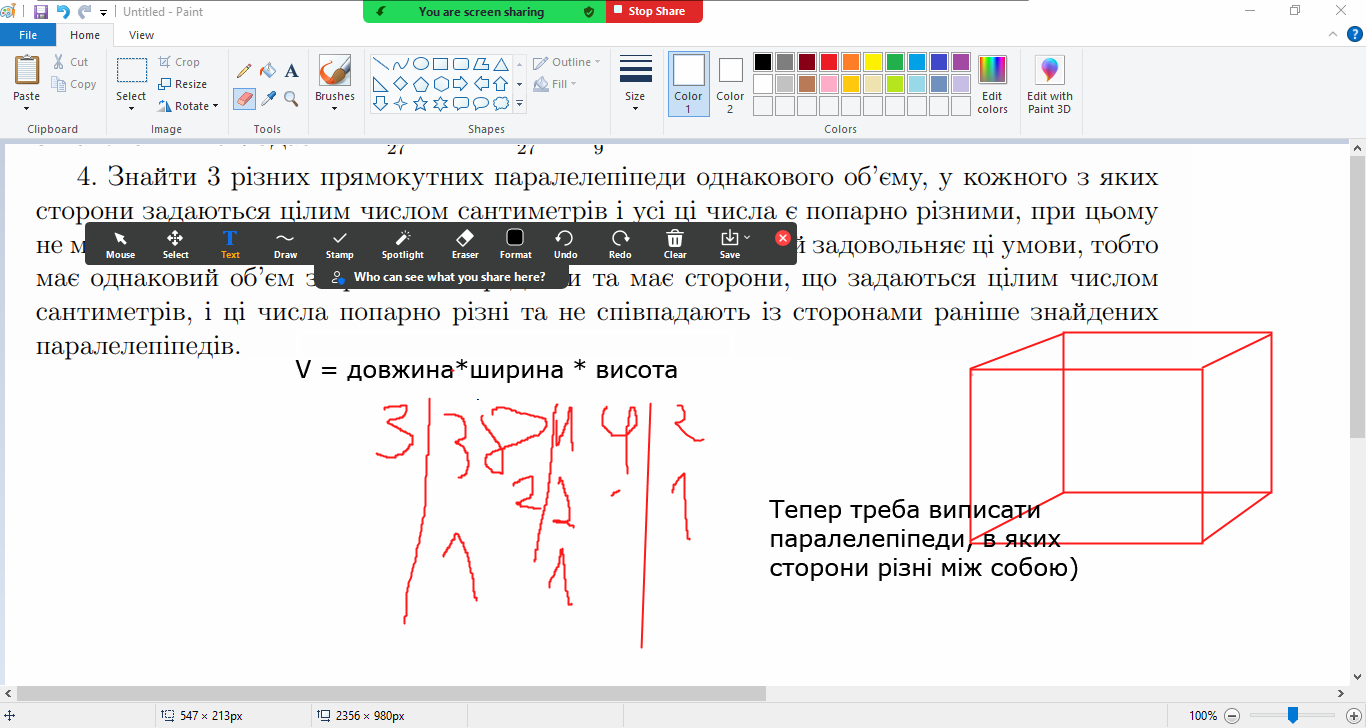 Untitled - Paint
You are screen sharing
Stop Share
File
Home
View
Paste
Cut
Copy
Select
Crop
Resize
Rotate
Brushes
Outline
Fill
Size
Color 1
Color 2
Edit colors
Edit with Paint 3D
Clipboard
Image
Tools
Shapes
Colors
27 27 9
4. Знайти 3 різних прямокутних паралелепіпеди однакового об'єму, у кожного з яких
сторони задаються цілим числом сантиметрів і усі ці числа є попарно різними, при цьому
не й задовольняє ці умови, тобто
Mouse Select Text Draw Stamp Spotlight Eraser Format Undo Redo Clear Save
має однаковий об'єм з та має сторони, що задаються цілим числом
Who can see what you share here?
сантиметрів, і ці числа попарно різні та не співпадають із сторонами раніше знайдених
паралелепіпедів.
V = довжина*ширина * висота
3 3 4 2
2 2 1
1 1
Тепер треба виписати
паралелепіпеди, в яких
сторони різні між собою)
547 × 213px
2356 × 980px
100%